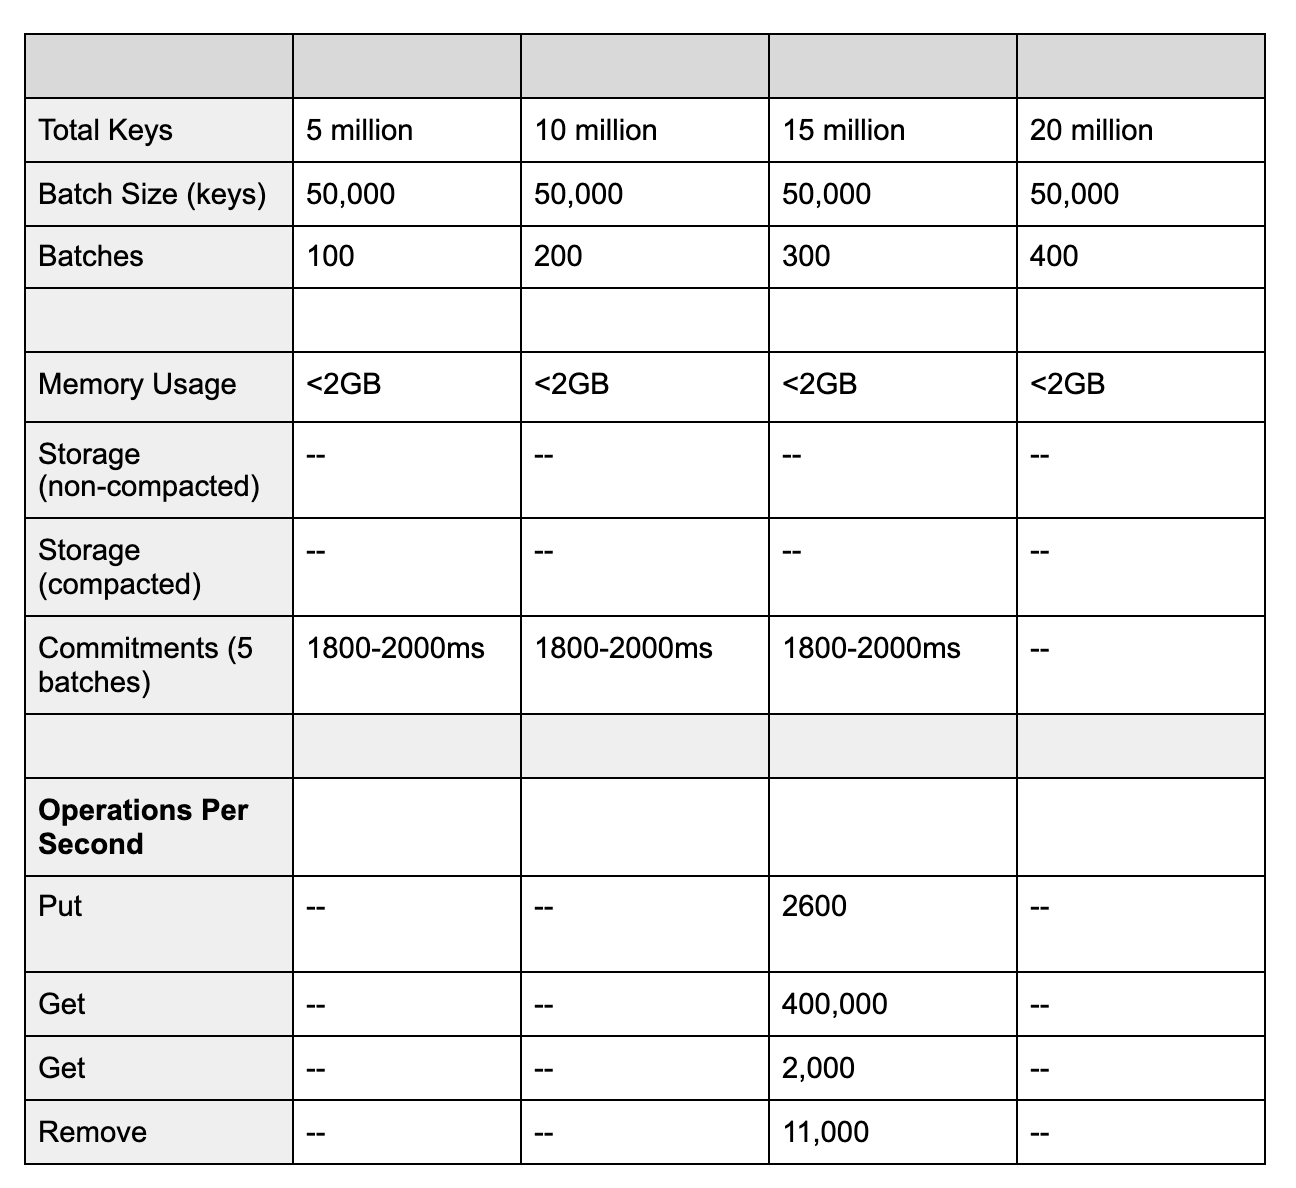 Total Keys 5 million 10 million 15 million 20 million
Batch Size (keys) 50,000 50,000 50,000 50,000
Batches 100 200 300 400
Memory Usage <2GB <2GB <2GB <2GB
Storage -- -- -- --
(non-compacted)
Storage -- -- -- --
(compacted)
Commitments (5 1800-2000ms 1800-2000ms 1800-2000ms --
batches)
Operations Per
Second
Put -- -- 2600 --
Get -- -- 400,000 --
Get -- -- 2,000 --
Remove -- -- 11,000 --